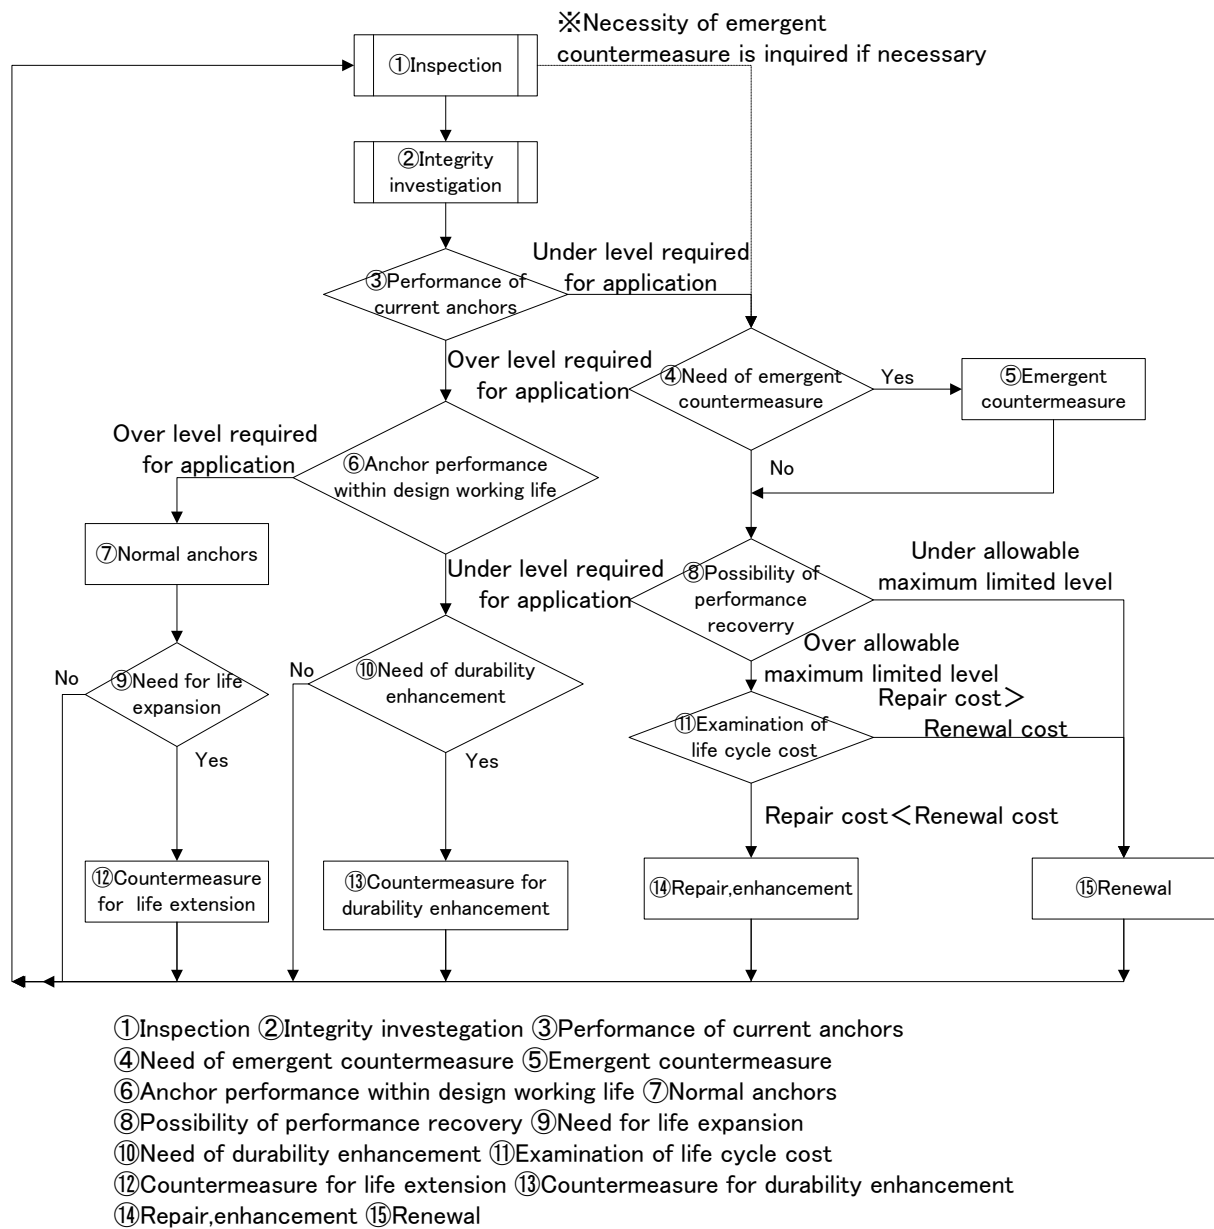 ※Necessity of emergent
countermeasure is inquired if necessary
①Inspection
②Integrity
investigation
Under level required
for application
③Performance of
current anchors
Over level required
for application
④Need of emergent
countermeasure
Yes
⑤Emergent
countermeasure
Over level required
for application
⑥Anchor performance
within design working life
No
⑦Normal anchors
Under level required
for application
⑧Possibility of
performance
recoverry
Under allowable
maximum limited level
Over allowable
maximum limited level
No
⑨Need for life
expansion
No
⑩Need of durability
enhancement
Repair cost＞
Renewal cost
⑪Examination of
life cycle cost
Yes
Yes
Repair cost＜Renewal cost
⑫Countermeasure
for life extension
⑬Countermeasure for
durability enhancement
⑭Repair,enhancement
⑮Renewal
①Inspection ②Integrity investegation ③Performance of current anchors
④Need of emergent countermeasure ⑤Emergent countermeasure
⑥Anchor performance within design working life ⑦Normal anchors
⑧Possibility of performance recovery ⑨Need for life expansion
⑩Need of durability enhancement ⑪Examination of life cycle cost
⑫Countermeasure for life extension ⑬Countermeasure for durability enhancement
⑭Repair,enhancement ⑮Renewal